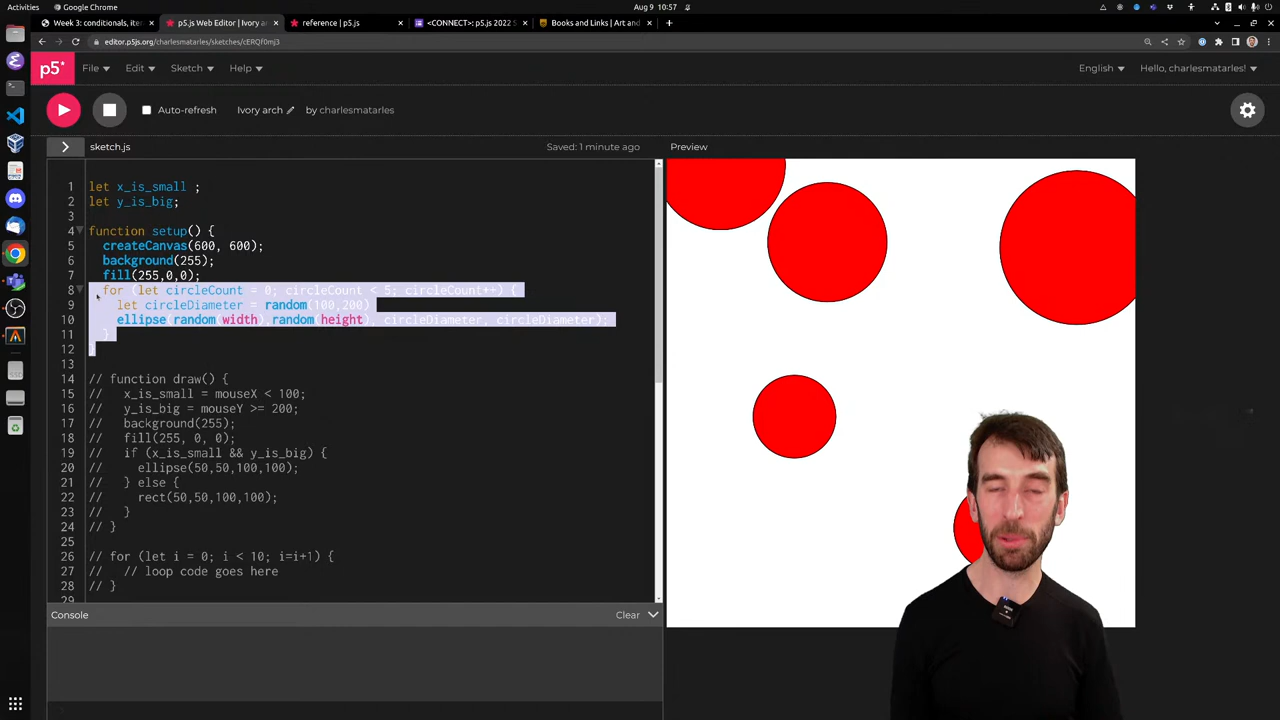 Activities
Google Chrome
Aug 9 10:57
Week 3: conditionals, iter
p5.js Web Editor | Ivory ar
reference | p5.js
<CONNECT>: p5.js 2022 S
Books and Links | Art and
editor.p5js.org/charlesmatarles/sketches/cERQf0mj3
p5* File Edit Sketch Help English Hello, charlesmatarles!
Auto-refresh Ivory arch by charlesmatarles
sketch.js Saved: 1 minute ago Preview
1 let x_is_small ;
2 let y_is_big;
3
4 function setup() {
5 createCanvas(600, 600);
6 background(255);
7 fill(255,0,0);
8 for (let circleCount = 0; circleCount < 5; circleCount++) {
9 let circleDiameter = random(100,200)
10 ellipse(random(width) random(height), circleDiameter, circleDiameter);
11 }
12 }
13
14 // function draw() {
15 // x_is_small = mouseX < 100;
16 // y_is_big = mouseY >= 200;
17 // background(255);
18 // fill(255, 0, 0);
19 // if (x_is_small && y_is_big) {
20 // ellipse(50,50,100,100);
21 // } else {
22 // rect(50,50,100,100);
23 // }
24 // }
25
26 // for (let i = 0; i < 10; i=i+1) {
27 // // loop code goes here
28 // }
29
Console Clear